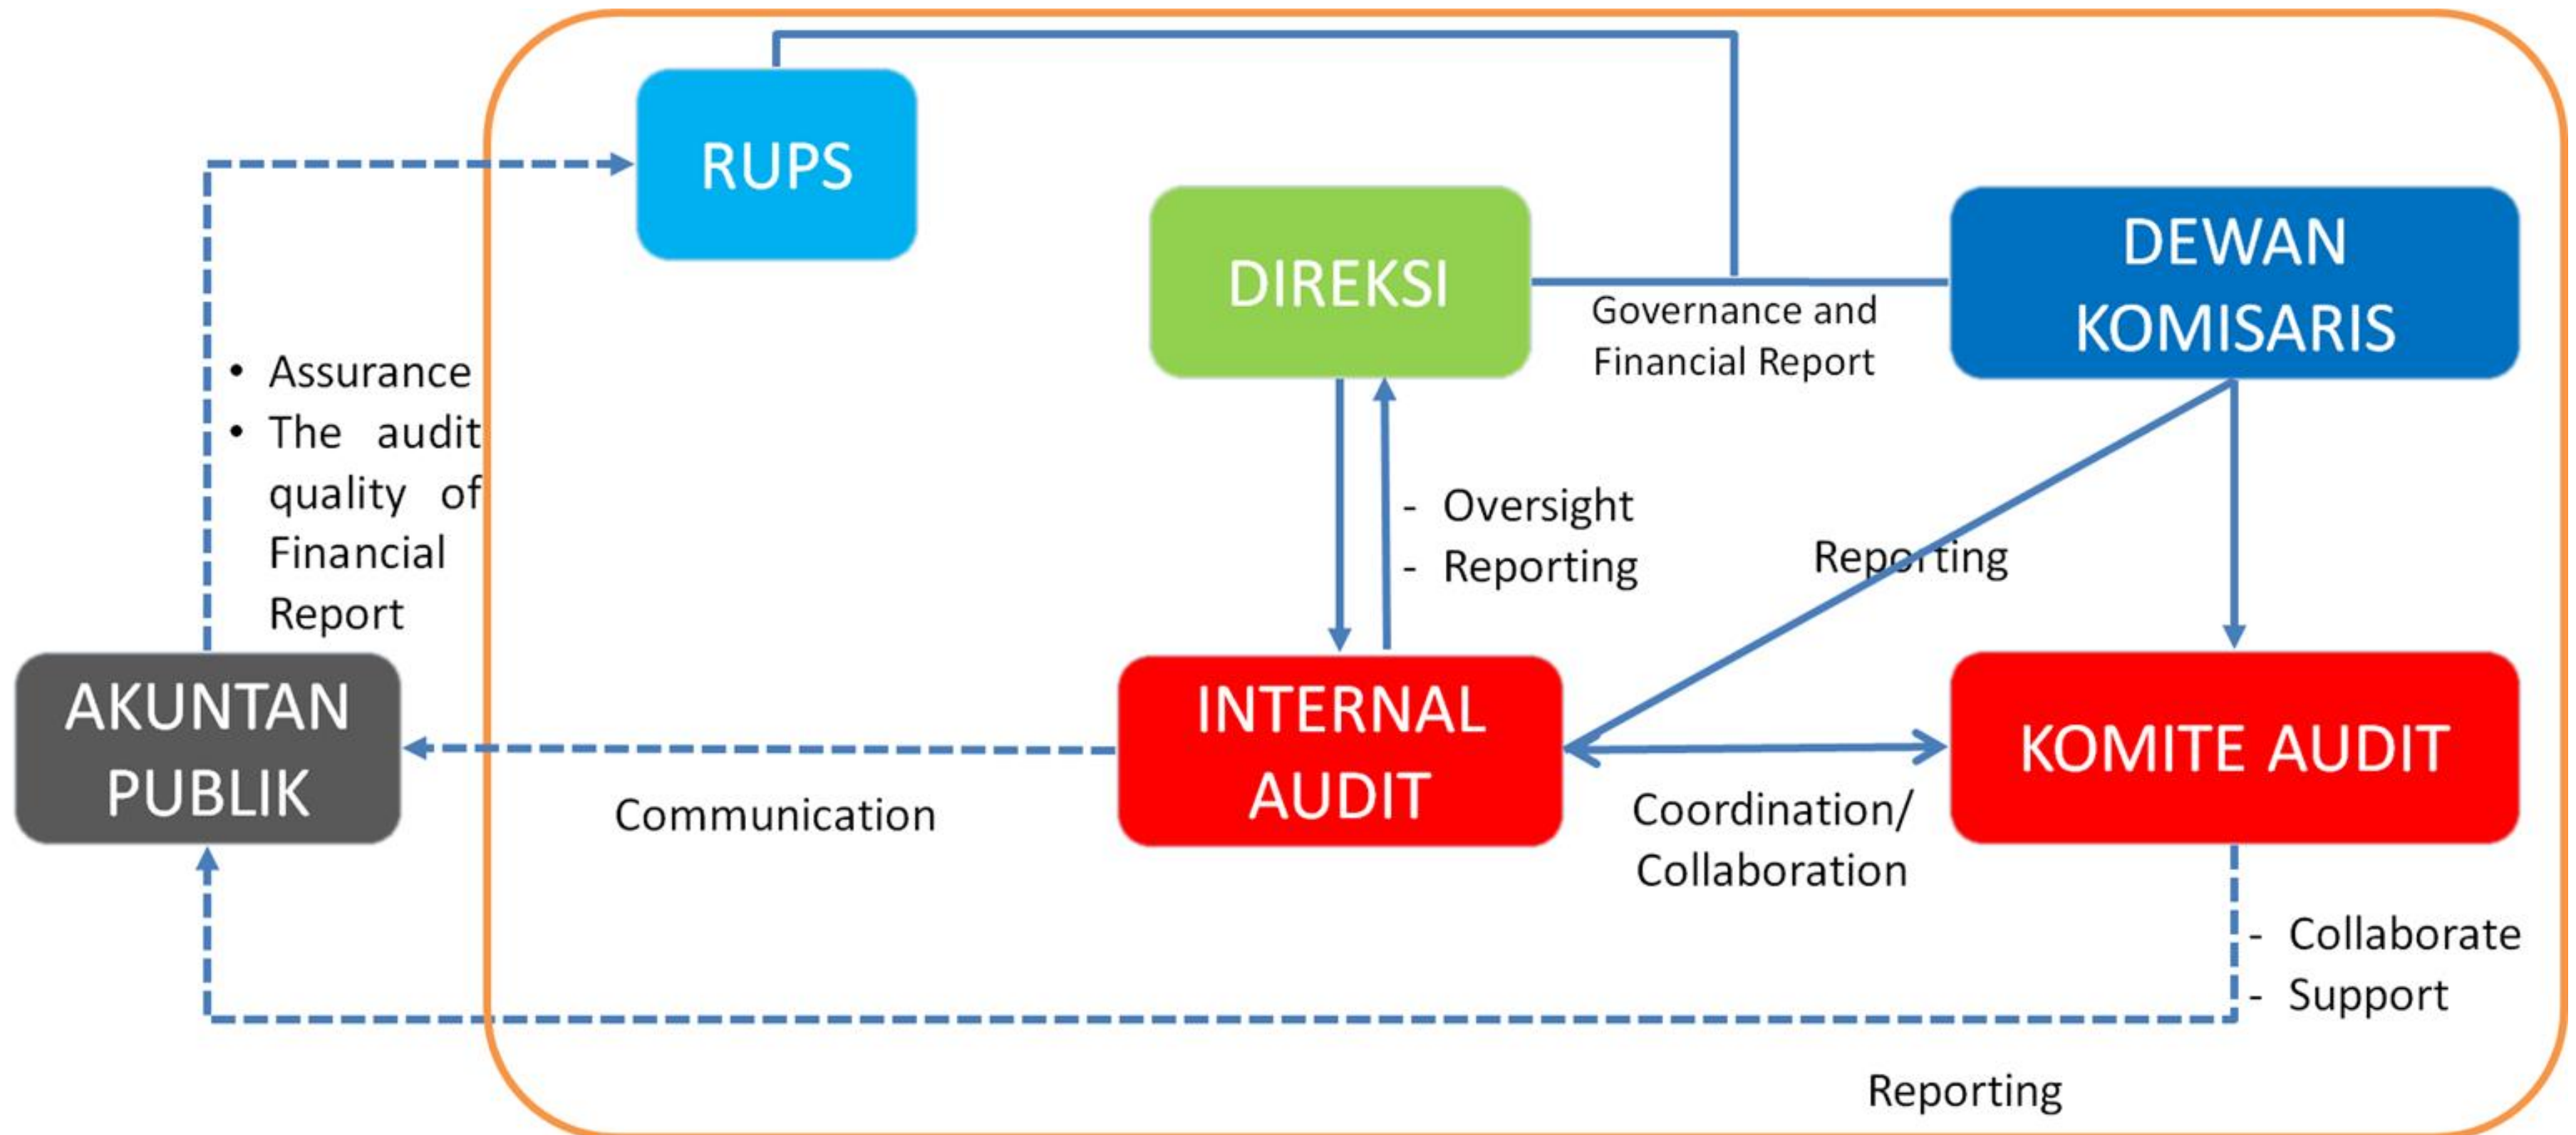 RUPS
DIREKSI
DEWAN
KOMISARIS
Governance and
Financial Report
• Assurance
• The audit
quality of
Financial
Report
- Oversight
- Reporting
Reporting
AKUNTAN
PUBLIK
INTERNAL
AUDIT
KOMITE AUDIT
Communication
Coordination/
Collaboration
- Collaborate
- Support
Reporting